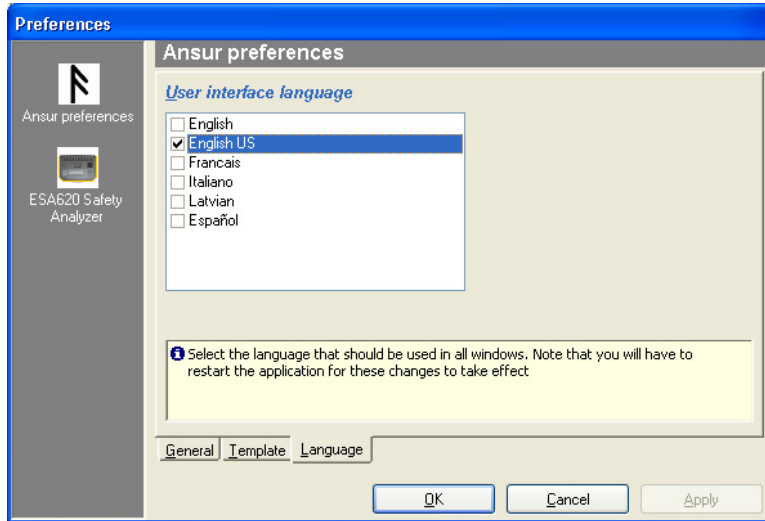 Preferences
Ansur preferences
Ansur preferences
ESA620 Safety
Analyzer
User interface language
English
English US
Francais
Italiano
Latvian
Español
Select the language that should be used in all windows. Note that you will have to
restart the application for these changes to take effect
General
Template
Language
OK
Cancel
Apply